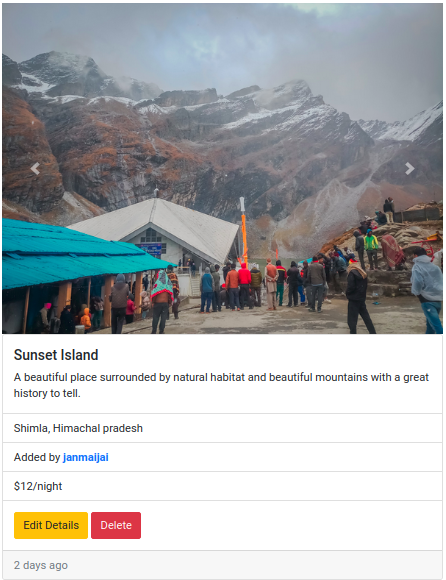 Sunset Island
A beautiful place surrounded by natural habitat and beautiful mountains with a great
history to tell.
Shimla, Himachal pradesh
Added by janmaijai
$12/night
Edit Details Delete
2 days ago